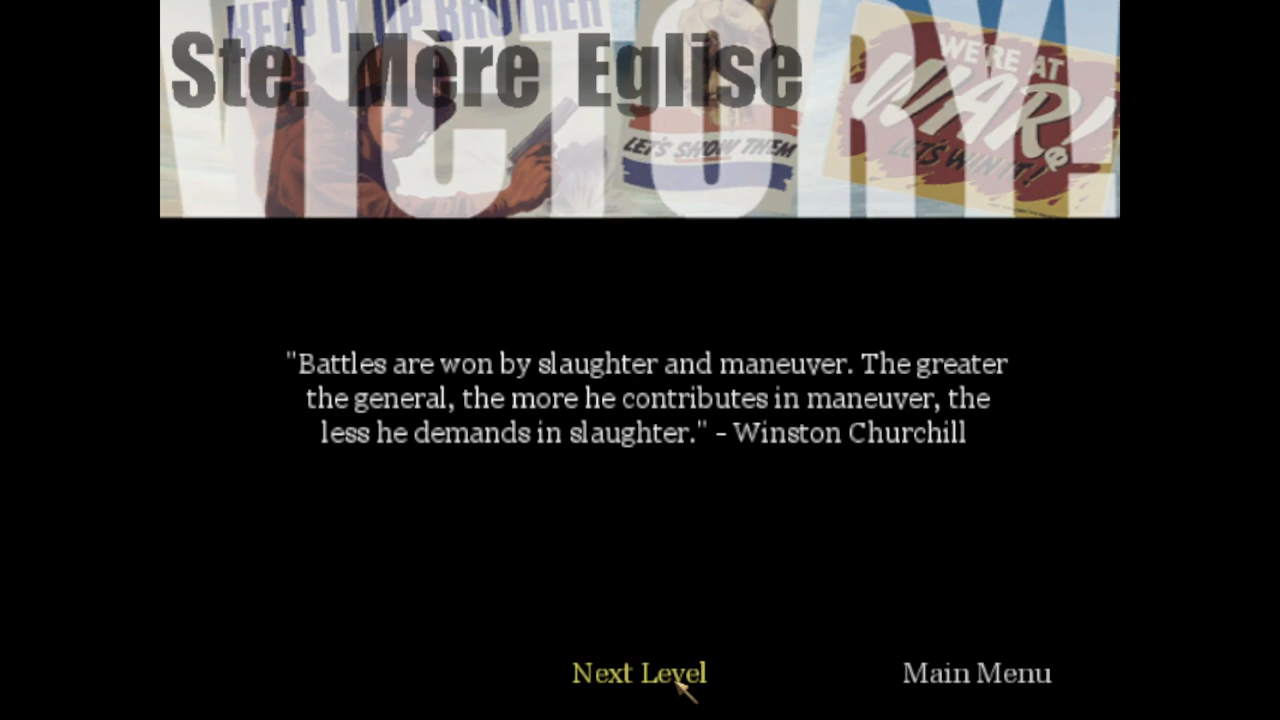 KEEP IT UP BROTHER
VICTORY!
Ste. Mère Eglise
WE'RE AT
WAR!
LET'S SHOW THEM
LET'S WIN IT!
"Battles are won by slaughter and maneuver. The greater
the general, the more he contributes in maneuver, the
less he demands in slaughter." - Winston Churchill
Next Level
Main Menu